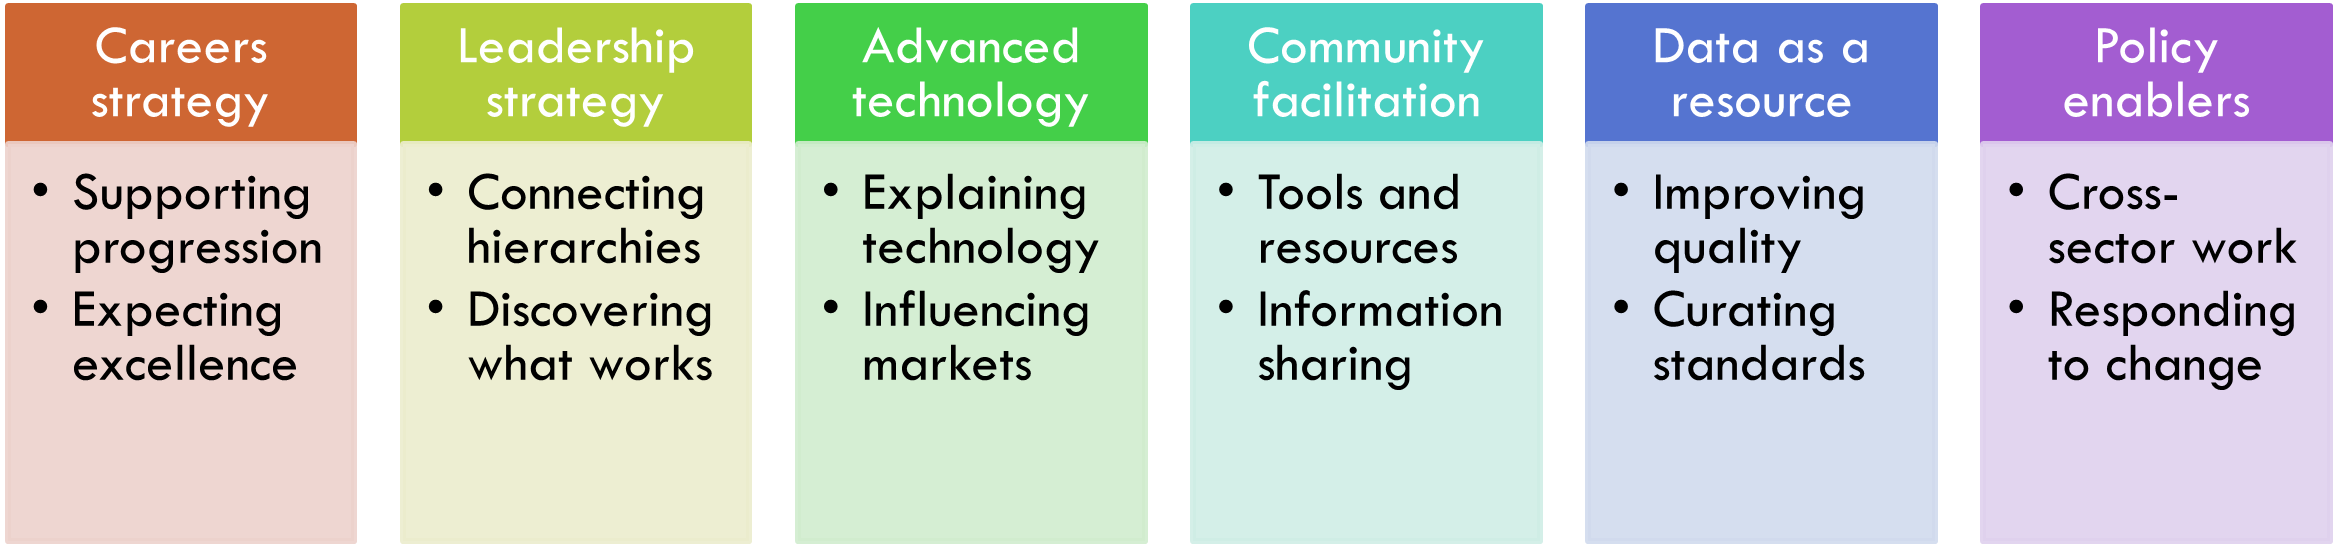 Careers
strategy
• Supporting
progression
• Expecting
excellence
Leadership
strategy
• Connecting
hierarchies
• Discovering
what works
Advanced
technology
• Explaining
technology
• Influencing
markets
Community
facilitation
• Tools and
resources
• Information
sharing
Data as a
resource
• Improving
quality
• Curating
standards
Policy
enablers
• Cross-
sector work
• Responding
to change